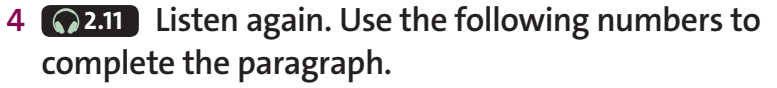 4 2.11 Listen again. Use the following numbers to
complete the paragraph.